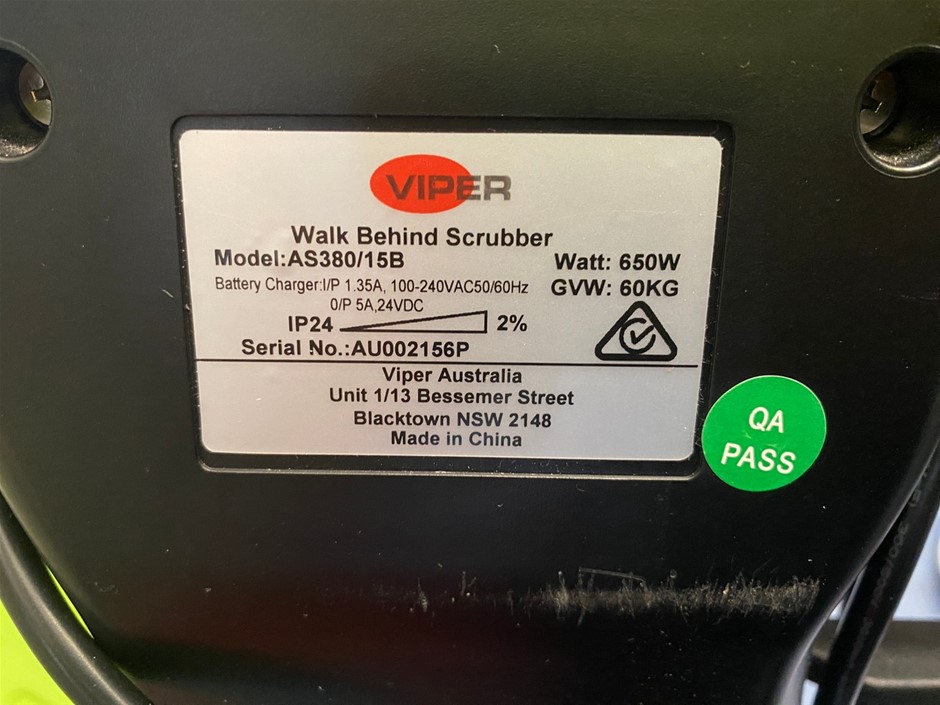 VIPER
Walk Behind Scrubber
Model:AS380/15B Watt: 650W
Battery Charger:I/P 1.35A, 100-240VAC50/60Hz GVW: 60KG
0/P 5A,24VDC
IP24 2%
Serial No.:AU002156P
Viper Australia
Unit 1/13 Bessemer Street
Blacktown NSW 2148
Made in China
QA
PASS